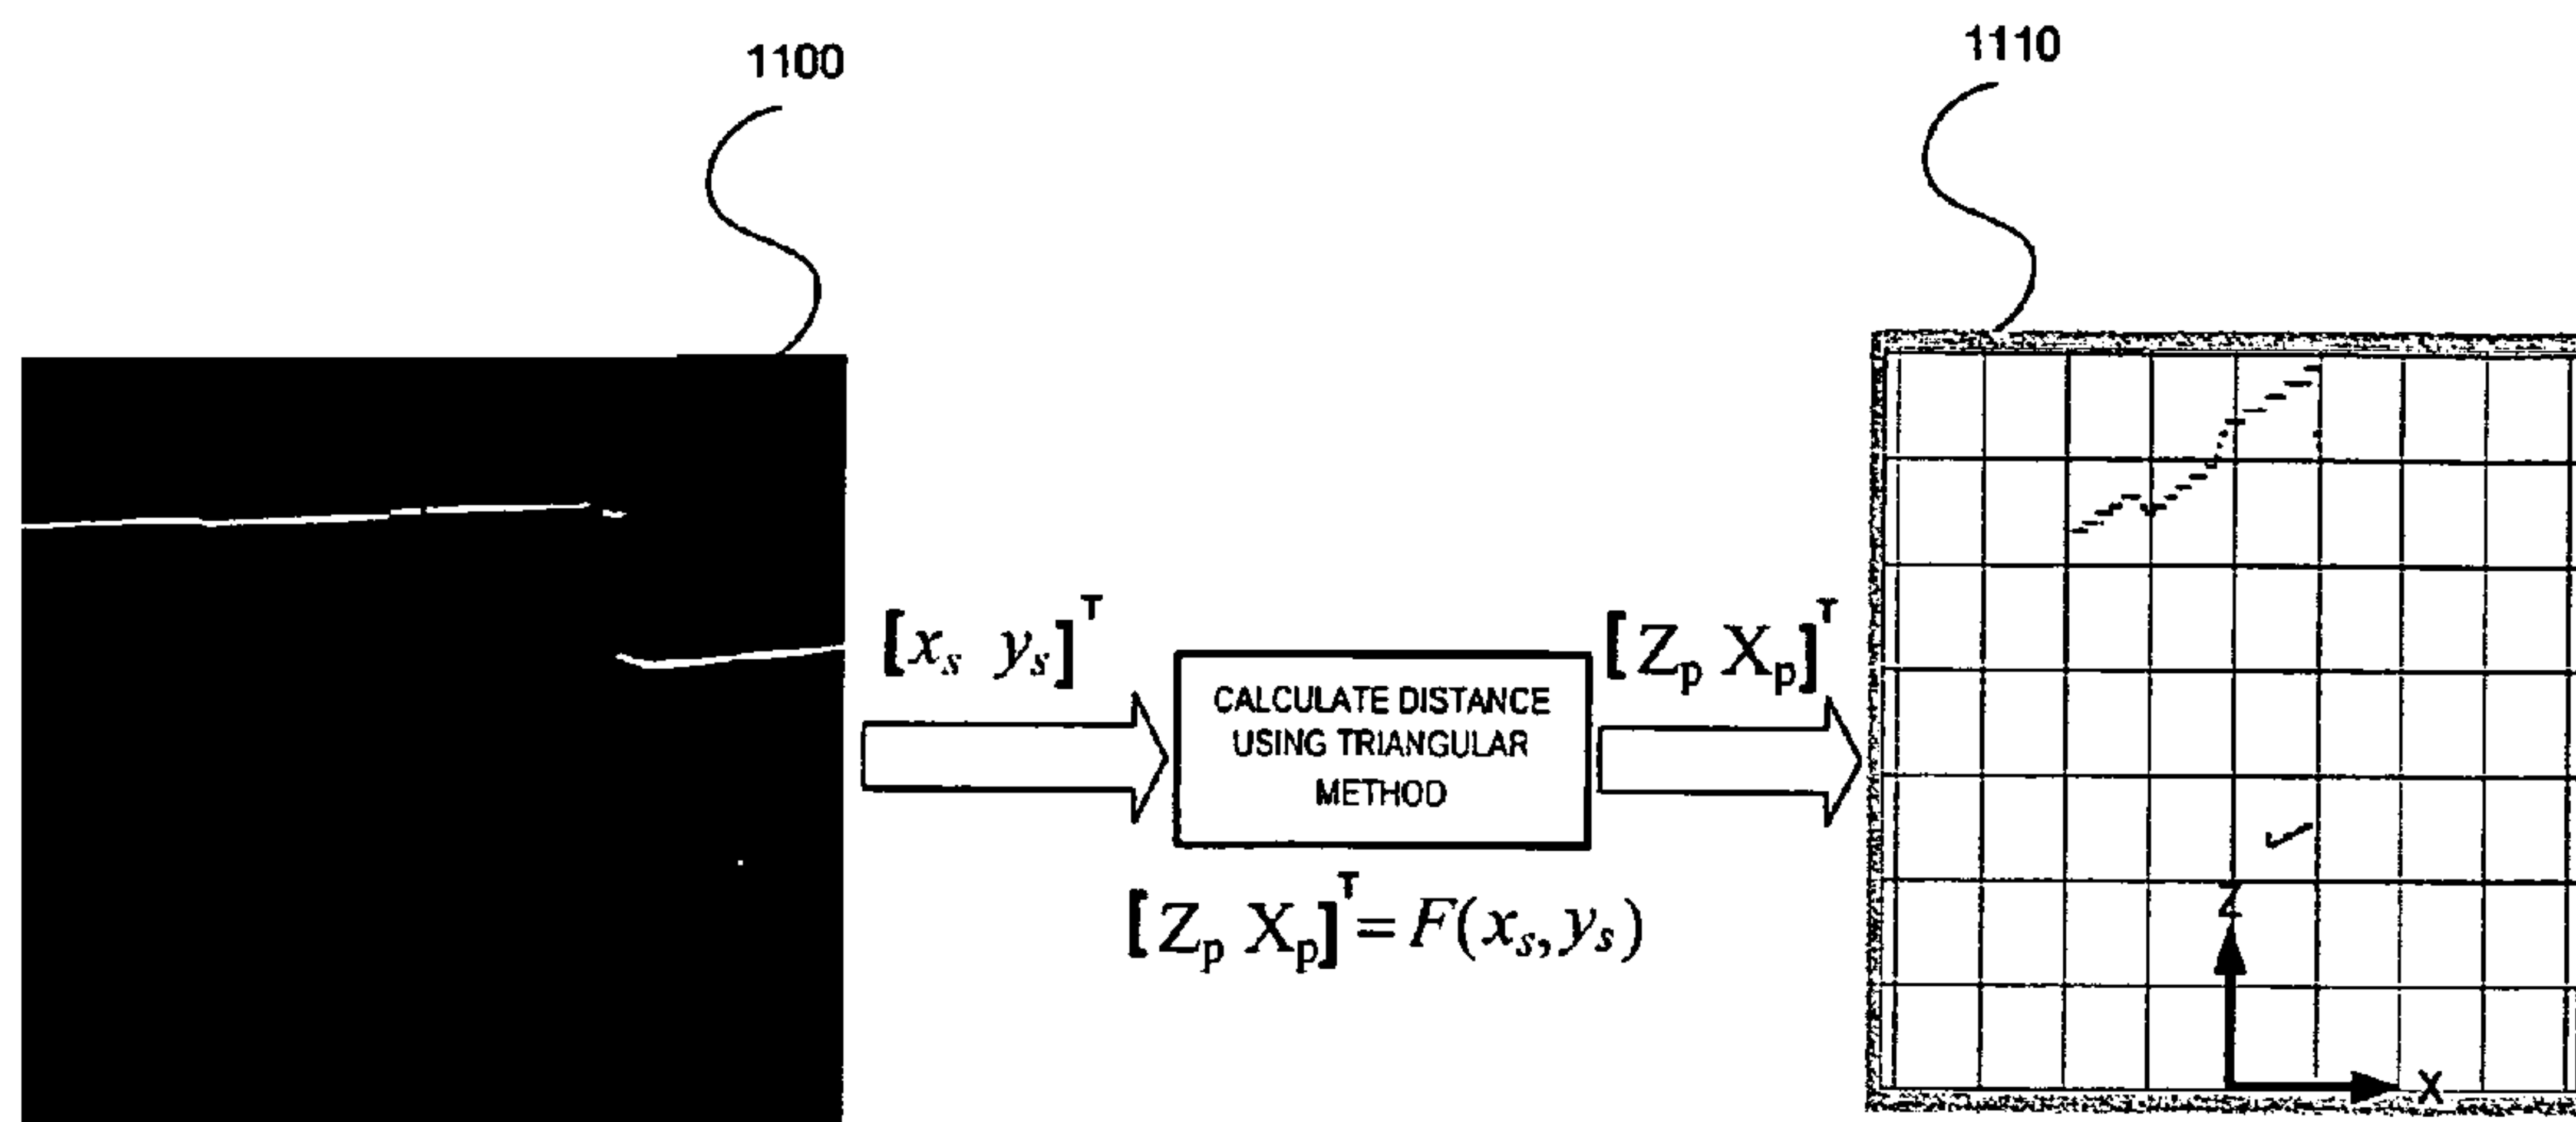 1100
1110
[x_s y_s]^T
CALCULATE DISTANCE
USING TRIANGULAR
METHOD
[Z_p X_p]^T
[Z_p X_p]^T = F(x_s, y_s)
Z
X